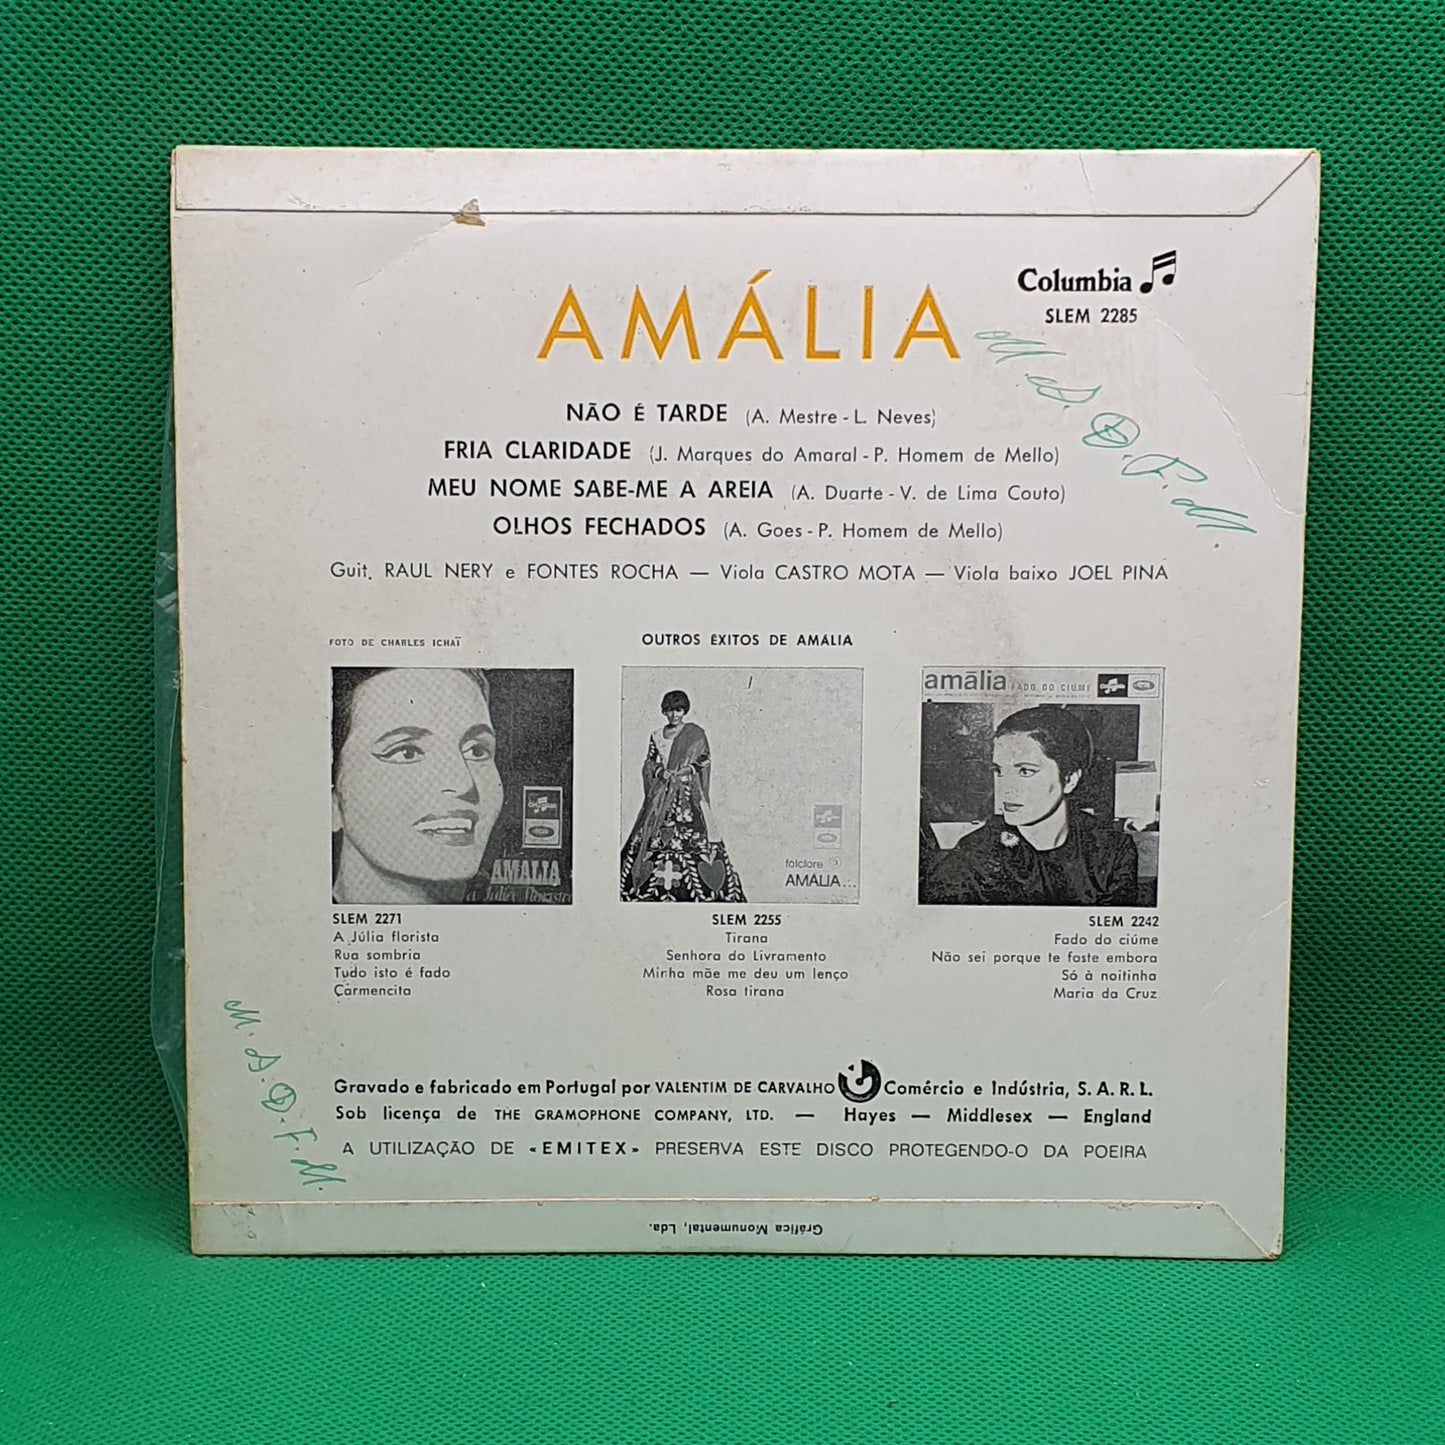 Columbia
SLEM 2285
AMÁLIA
NÃO É TARDE (A. Mestre - L. Neves)
FRIA CLARIDADE (J. Marques do Amaral - P. Homem de Mello)
MEU NOME SABE-ME A AREIA (A. Duarte - V. de Lima Couto)
OLHOS FECHADOS (A. Goes - P. Homem de Mello)
Guit. RAUL NERY e FONTES ROCHA — Viola CASTRO MOTA — Viola baixo JOEL PINA
FOTO DE CHARLES ICHAÏ
OUTROS ÊXITOS DE AMÁLIA
Columbia
AMALIA
a Júlia florista
folclore 3
AMÁLIA...
amália FADO DO CIÚME
SLEM 2271
A Júlia florista
Rua sombria
Tudo isto é fado
Carmencita
SLEM 2255
Tirana
Senhora do Livramento
Minha mãe me deu um lenço
Rosa tirana
SLEM 2242
Fado do ciúme
Não sei porque te foste embora
Só à noitinha
Maria da Cruz
Gravado e fabricado em Portugal por VALENTIM DE CARVALHO Comércio e Indústria, S. A. R. L.
Sob licença de THE GRAMOPHONE COMPANY, LTD. — Hayes — Middlesex — England
A UTILIZAÇÃO DE «EMITEX» PRESERVA ESTE DISCO PROTEGENDO-O DA POEIRA
Gráfica Monumental, Lda.